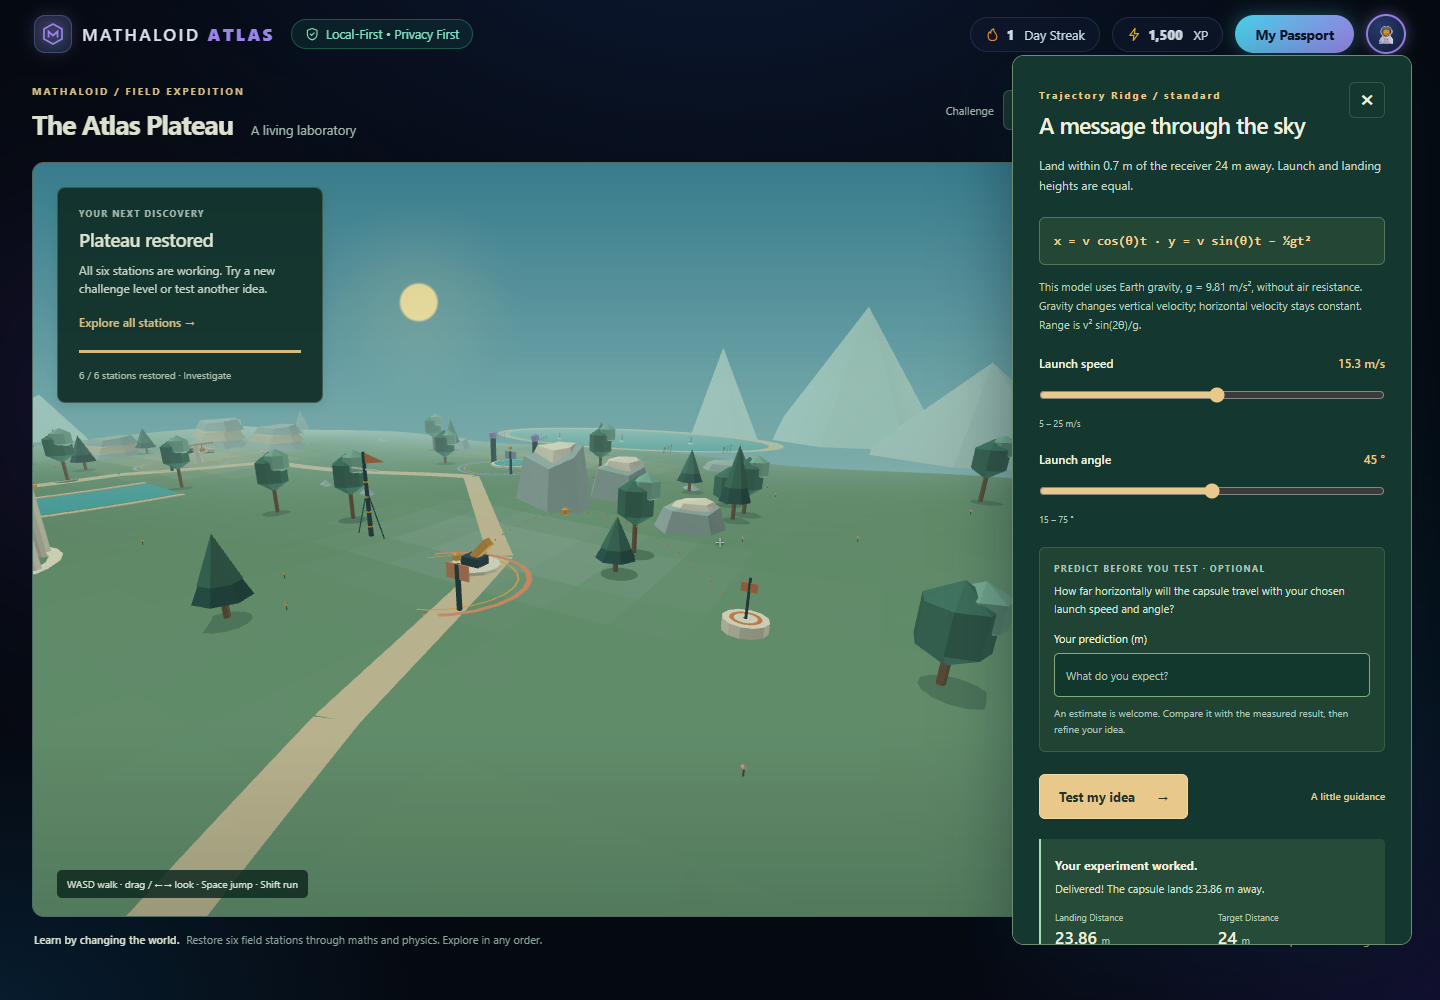 MATHALOID ATLAS
Local-First • Privacy First
1 Day Streak
1,500 XP
My Passport
MATHALOID / FIELD EXPEDITION
The Atlas Plateau
A living laboratory
Challenge
YOUR NEXT DISCOVERY
Plateau restored
All six stations are working. Try a new
challenge level or test another idea.
Explore all stations →
6 / 6 stations restored · Investigate
WASD walk · drag / ←→ look · Space jump · Shift run
Learn by changing the world. Restore six field stations through maths and physics. Explore in any order.
Trajectory Ridge / standard
A message through the sky
Land within 0.7 m of the receiver 24 m away. Launch and landing
heights are equal.
x = v cos(θ)t · y = v sin(θ)t − ½gt²
This model uses Earth gravity, g = 9.81 m/s², without air resistance.
Gravity changes vertical velocity; horizontal velocity stays constant.
Range is v² sin(2θ)/g.
Launch speed 15.3 m/s
5 – 25 m/s
Launch angle 45 °
15 – 75 °
PREDICT BEFORE YOU TEST · OPTIONAL
How far horizontally will the capsule travel with your chosen
launch speed and angle?
Your prediction (m)
What do you expect?
An estimate is welcome. Compare it with the measured result, then
refine your idea.
Test my idea →
A little guidance
Your experiment worked.
Delivered! The capsule lands 23.86 m away.
Landing Distance Target Distance
23.86 m 24 m